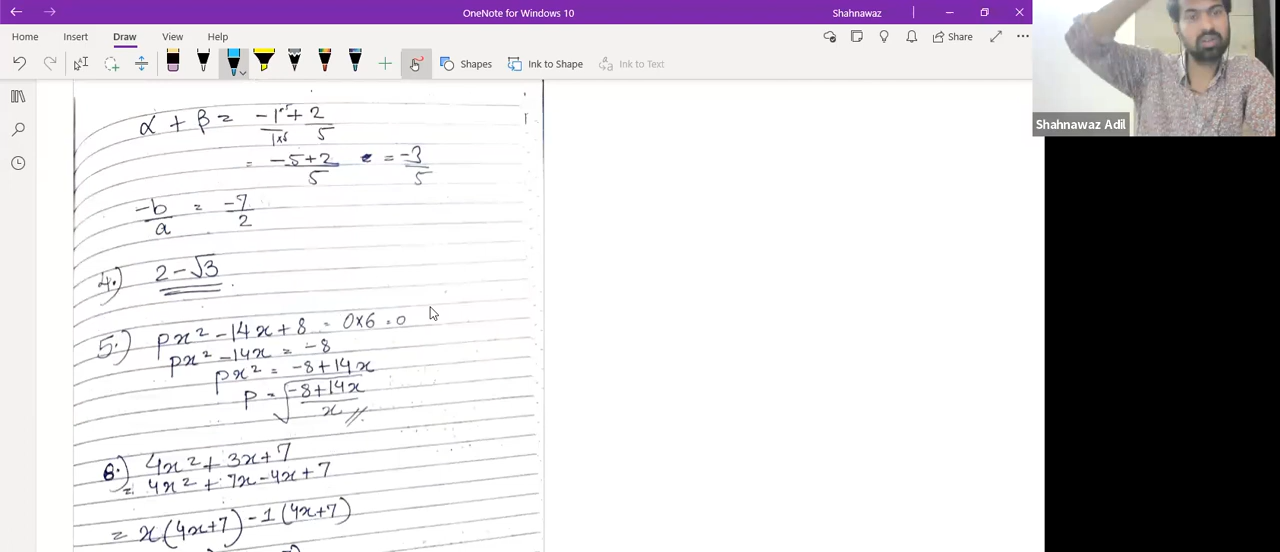 OneNote for Windows 10
Shahnawaz
Home Insert Draw View Help
Share
Shapes
Ink to Shape
Ink to Text
Shahnawaz Adil
α + β = -1×5/1×5 + 2/5
= -5+2/5 = -3/5
-b/a = -7/2
4.) 2-√3
5.) px² - 14x + 8 = 0×6 = 0
px² - 14x = -8
px² = -8 + 14x
p = √-8+14x/x
8.) 4x² + 3x + 7
= 4x² + 7x - 4x + 7
= x(4x+7) -1(4x+7)